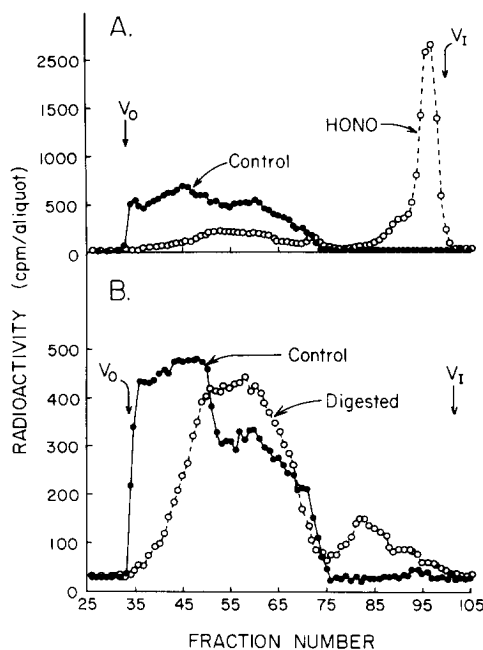 A.
V_I
2500
V_O
HONO
1500
Control
1000
500
0
RADIOACTIVITY (cpm/aliquot)
B.
500
Control
V_O
V_I
400
Digested
300
200
100
0
25 35 45 55 65 75 85 95 105
FRACTION NUMBER